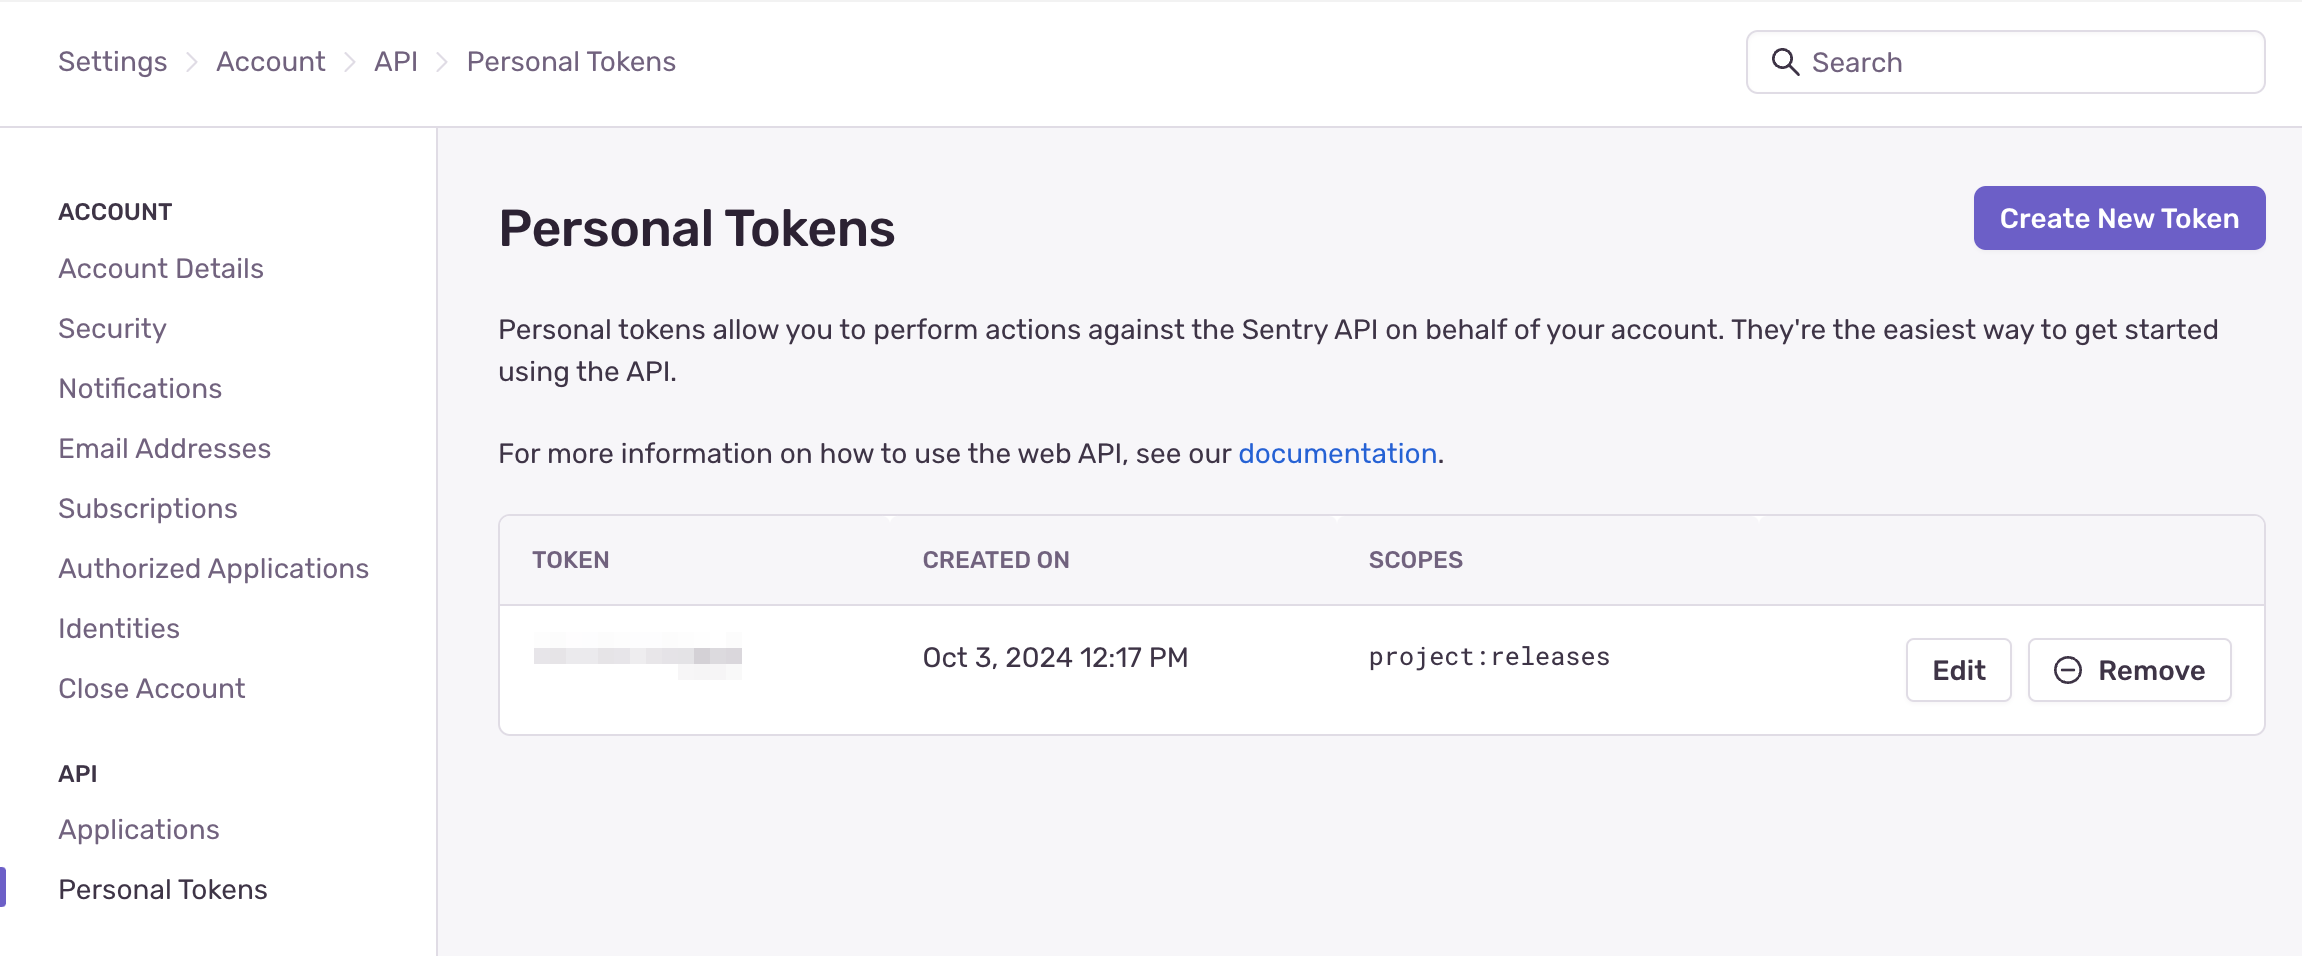 Settings > Account > API > Personal Tokens
Search
ACCOUNT
Account Details
Security
Notifications
Email Addresses
Subscriptions
Authorized Applications
Identities
Close Account
API
Applications
Personal Tokens
Personal Tokens
Create New Token
Personal tokens allow you to perform actions against the Sentry API on behalf of your account. They're the easiest way to get started
using the API.
For more information on how to use the web API, see our documentation.
TOKEN CREATED ON SCOPES
Oct 3, 2024 12:17 PM project:releases Edit Remove